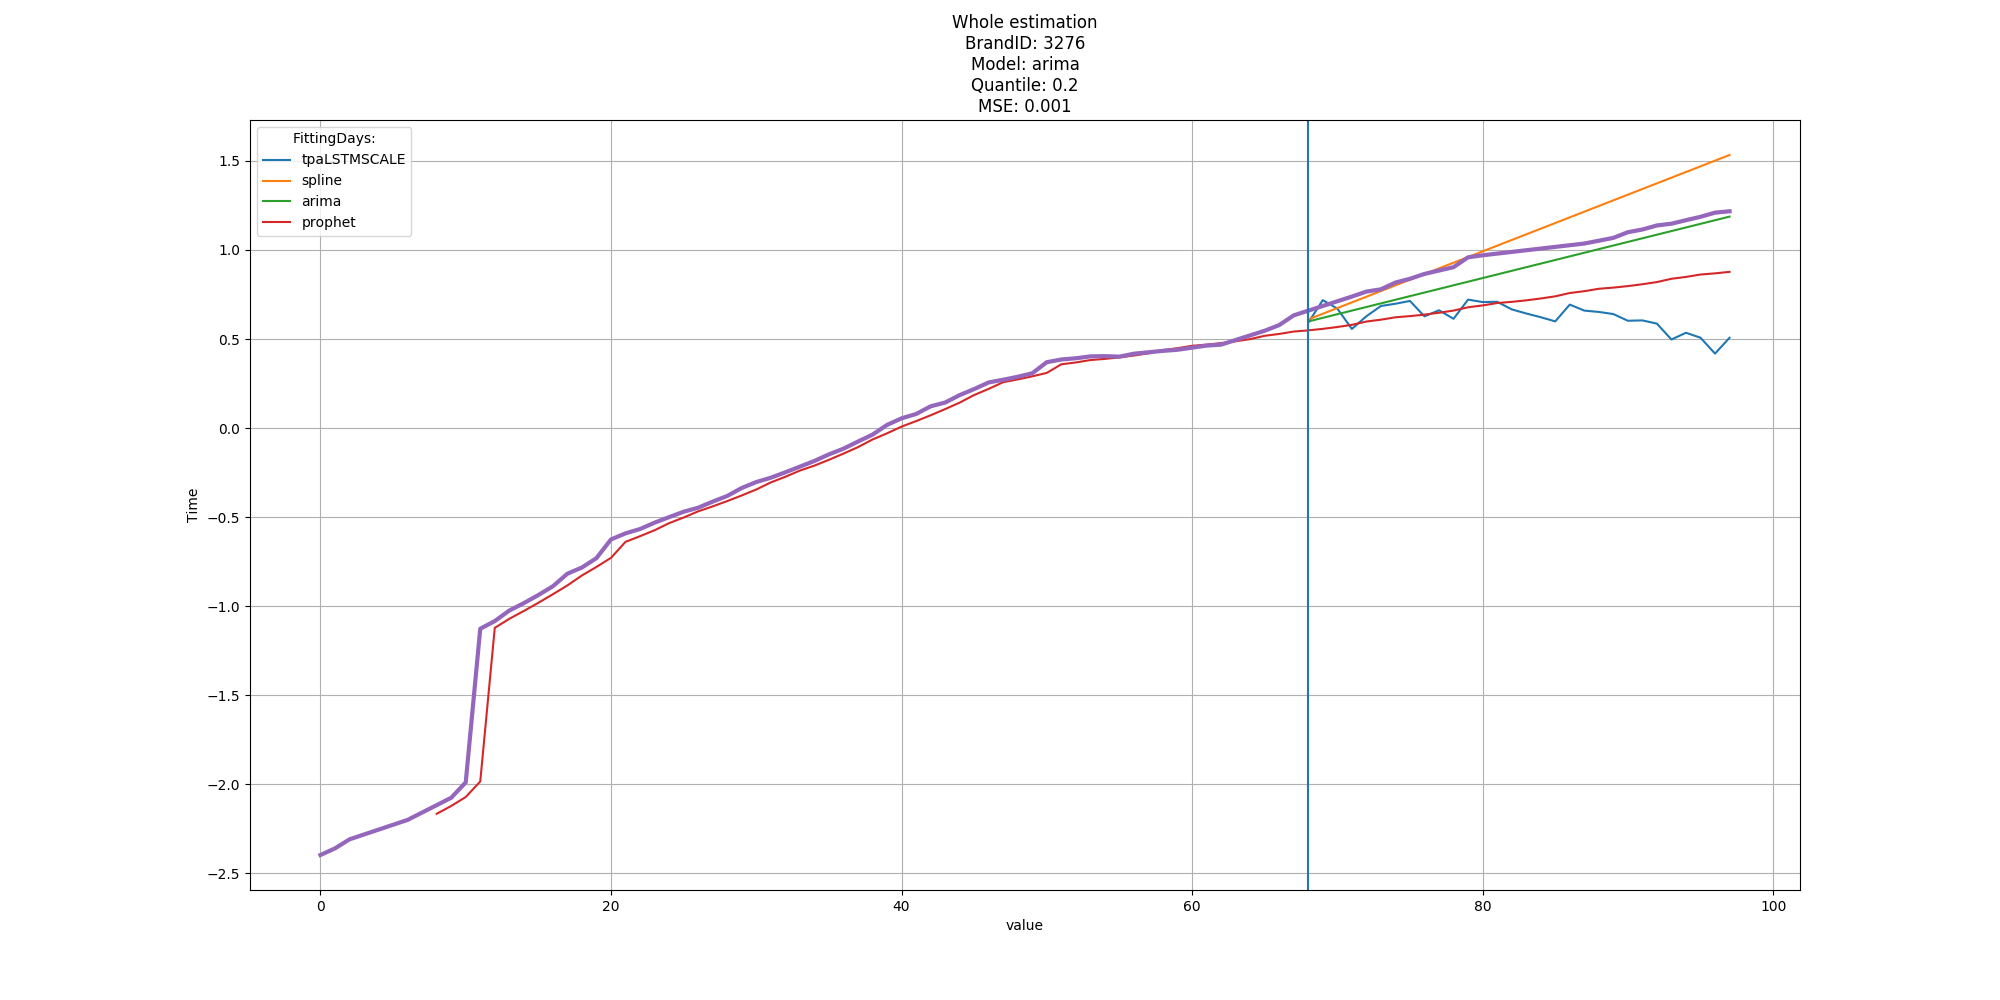 Whole estimation
BrandID: 3276
Model: arima
Quantile: 0.2
MSE: 0.001
FittingDays:
tpaLSTMSCALE
spline
arima
prophet
1.5
1.0
0.5
0.0
−0.5
−1.0
−1.5
−2.0
−2.5
Time
0 20 40 60 80 100
value